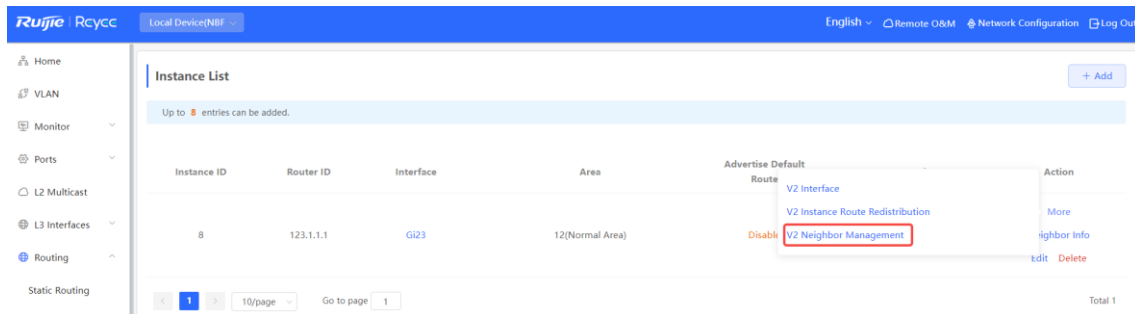 Ruijie Rcycc Local Device(NBF English Remote O&M Network Configuration Log Out
Home
VLAN
Monitor
Ports
L2 Multicast
L3 Interfaces
Routing
Static Routing
Instance List
+ Add
Up to 8 entries can be added.
Instance ID Router ID Interface Area Advertise Default Route Action
8 123.1.1.1 Gi23 12(Normal Area) Disable
V2 Interface
V2 Instance Route Redistribution
V2 Neighbor Management
More
eighbor Info
Edit Delete
1 10/page Go to page 1 Total 1